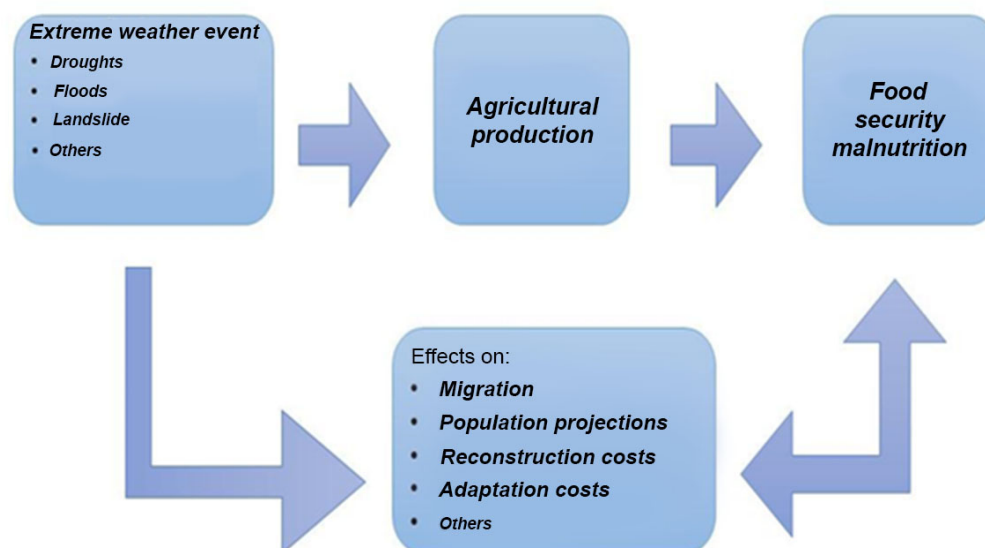 Extreme weather event
• Droughts
• Floods
• Landslide
• Others
Agricultural
production
Food
security
malnutrition
Effects on:
• Migration
• Population projections
• Reconstruction costs
• Adaptation costs
• Others